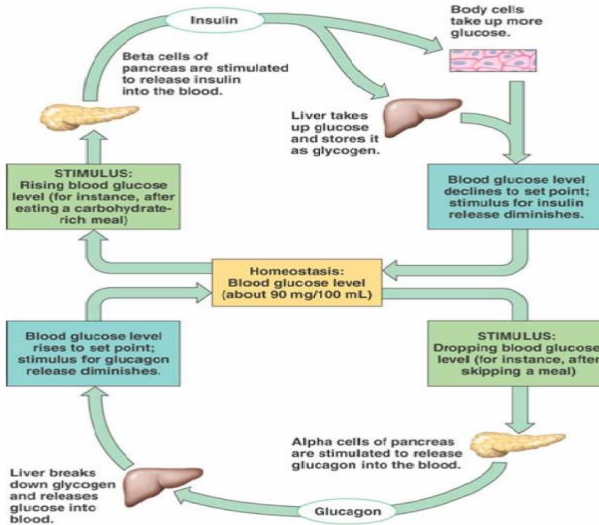 Insulin
Body cells
take up more
glucose.
Beta cells of
pancreas are stimulated
to release insulin
into the blood.
Liver takes
up glucose
and stores it
as glycogen.
STIMULUS:
Rising blood glucose
level (for instance, after
eating a carbohydrate-
rich meal)
Blood glucose level
declines to set point;
stimulus for insulin
release diminishes.
Homeostasis:
Blood glucose level
(about 90 mg/100 mL)
Blood glucose level
rises to set point;
stimulus for glucagon
release diminishes.
STIMULUS:
Dropping blood glucose
level (for instance, after
skipping a meal)
Alpha cells of pancreas
are stimulated to release
glucagon into the blood.
Liver breaks
down glycogen
and releases
glucose into
blood.
Glucagon